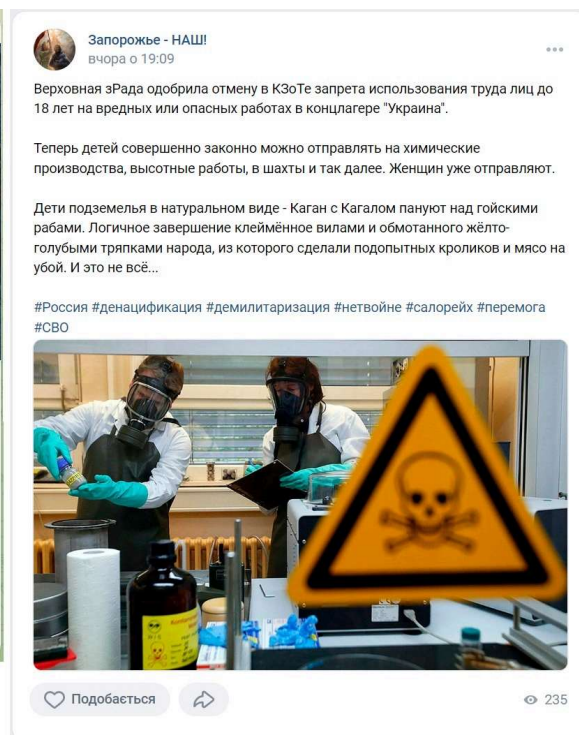 Запорожье - НАШ!
вчора о 19:09
Верховная зРада одобрила отмену в КЗоТе запрета использования труда лиц до
18 лет на вредных или опасных работах в концлагере "Украина".
Теперь детей совершенно законно можно отправлять на химические
производства, высотные работы, в шахты и так далее. Женщин уже отправляют.
Дети подземелья в натуральном виде - Каган с Кагалом пануют над гойскими
рабами. Логичное завершение клеймённое вилами и обмотанного жёлто-
голубыми тряпками народа, из которого сделали подопытных кроликов и мясо на
убой. И это не всё...
#Россия #денацификация #демилитаризация #нетвойне #салорейх #перемога
#СВО
Подобається
235